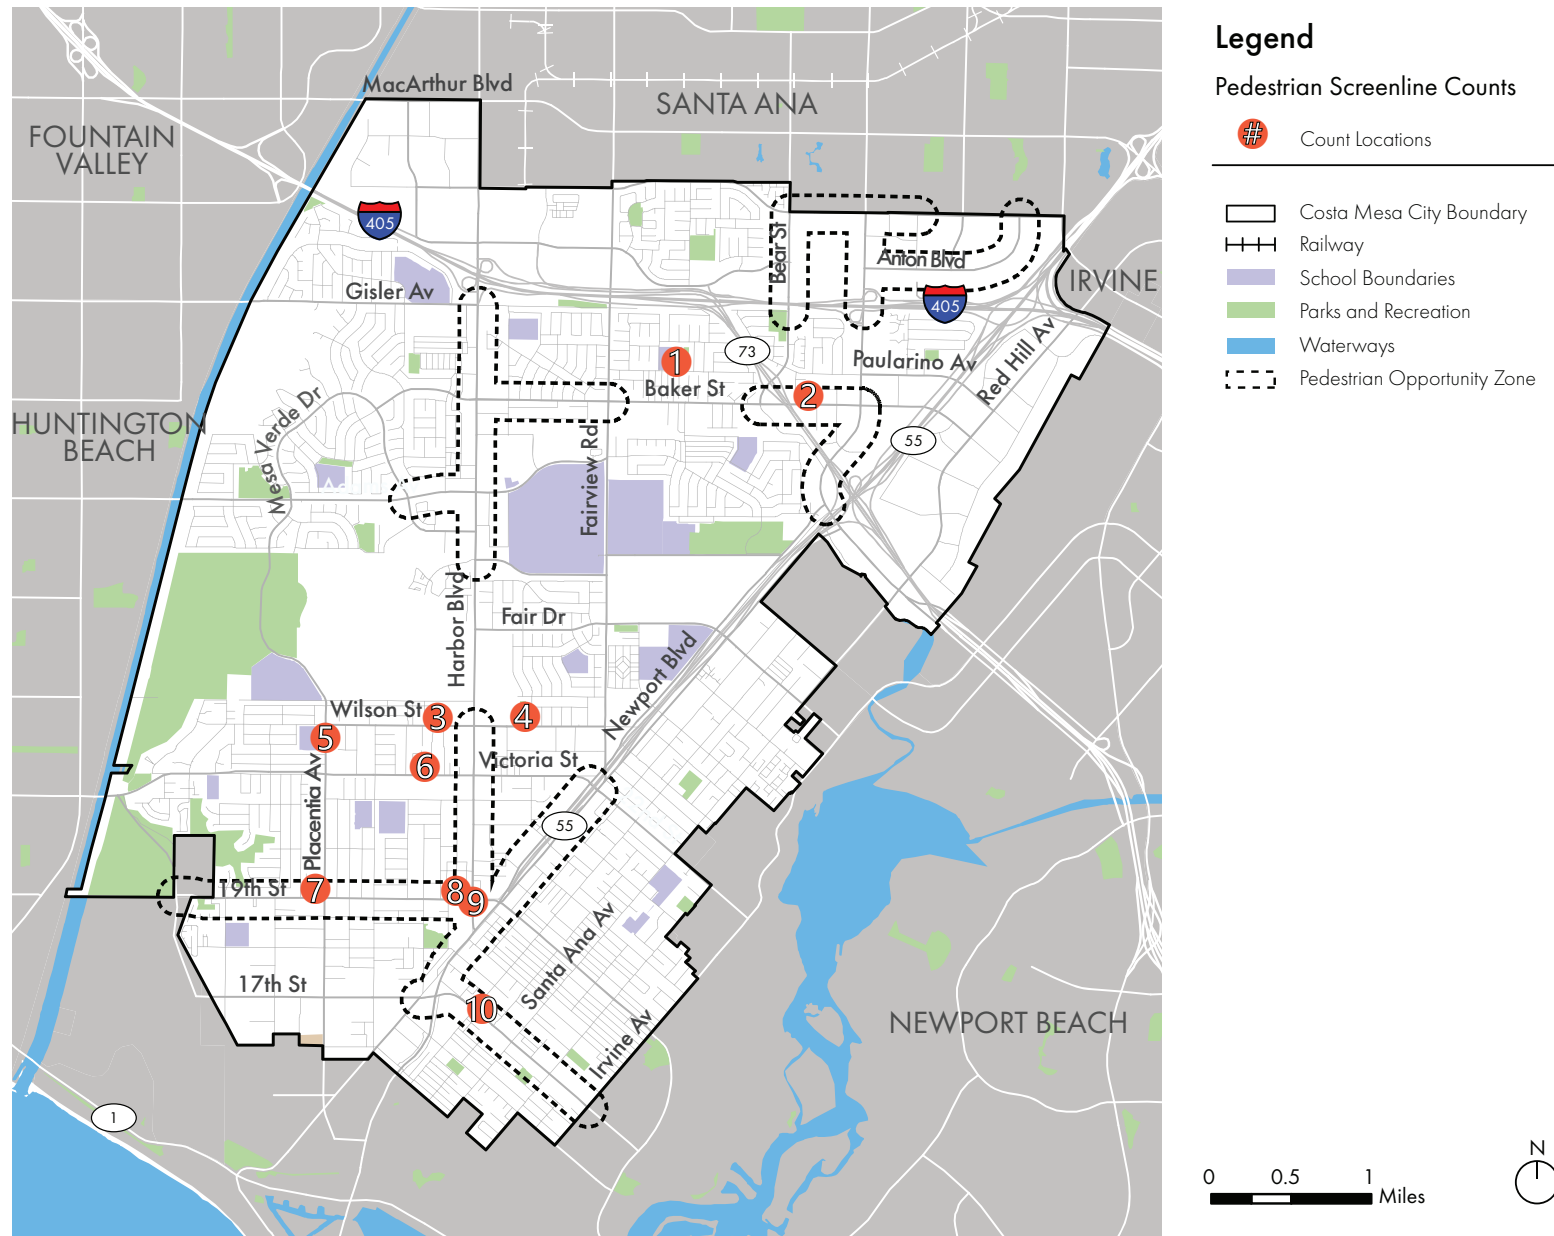 MacArthur Blvd
SANTA ANA
FOUNTAIN
VALLEY
405
Bear St
Anton Blvd
IRVINE
Gisler Av
405
1
73
Paularino Av
Red Hill Av
Baker St
2
HUNTINGTON
BEACH
Mesa Verde Dr
Fairview Rd
55
Harbor Blvd
Fair Dr
Newport Blvd
Wilson St
3
4
5
6
Victoria St
Placentia Av
55
19th St
7
8
9
Santa Ana Av
17th St
10
Irvine Av
NEWPORT BEACH
1
Legend
Pedestrian Screenline Counts
#
Count Locations
Costa Mesa City Boundary
Railway
School Boundaries
Parks and Recreation
Waterways
Pedestrian Opportunity Zone
0
0.5
1
Miles
N